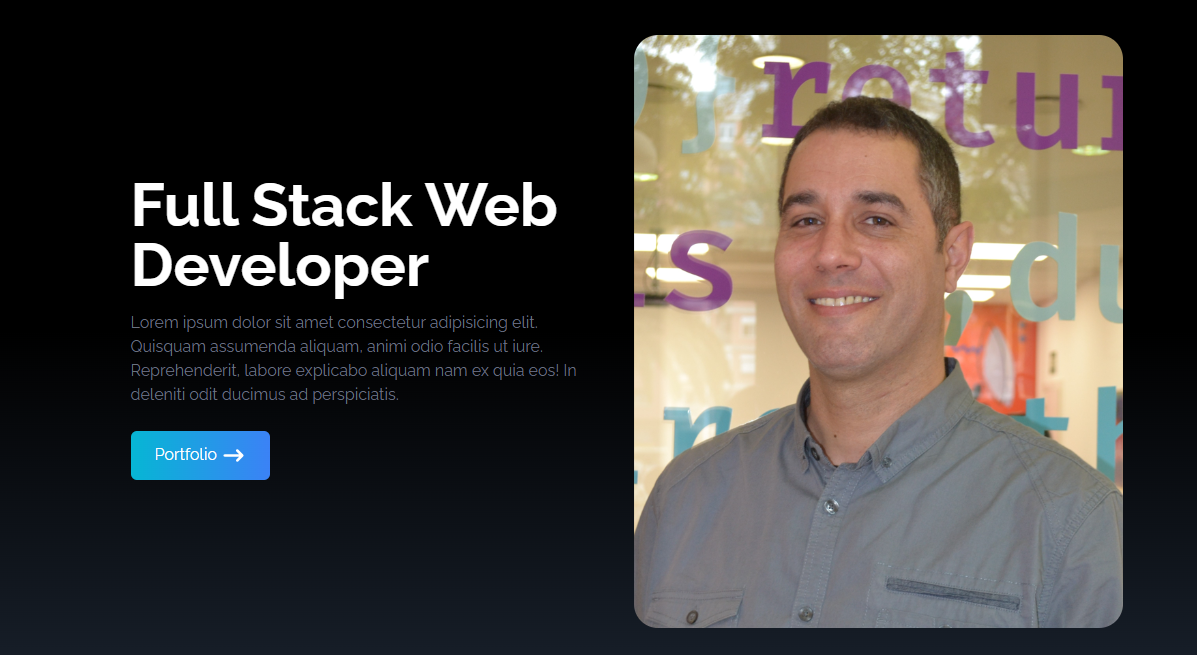 Full Stack Web
Developer
Lorem ipsum dolor sit amet consectetur adipisicing elit.
Quisquam assumenda aliquam, animi odio facilis ut iure.
Reprehenderit, labore explicabo aliquam nam ex quia eos! In
deleniti odit ducimus ad perspiciatis.
Portfolio